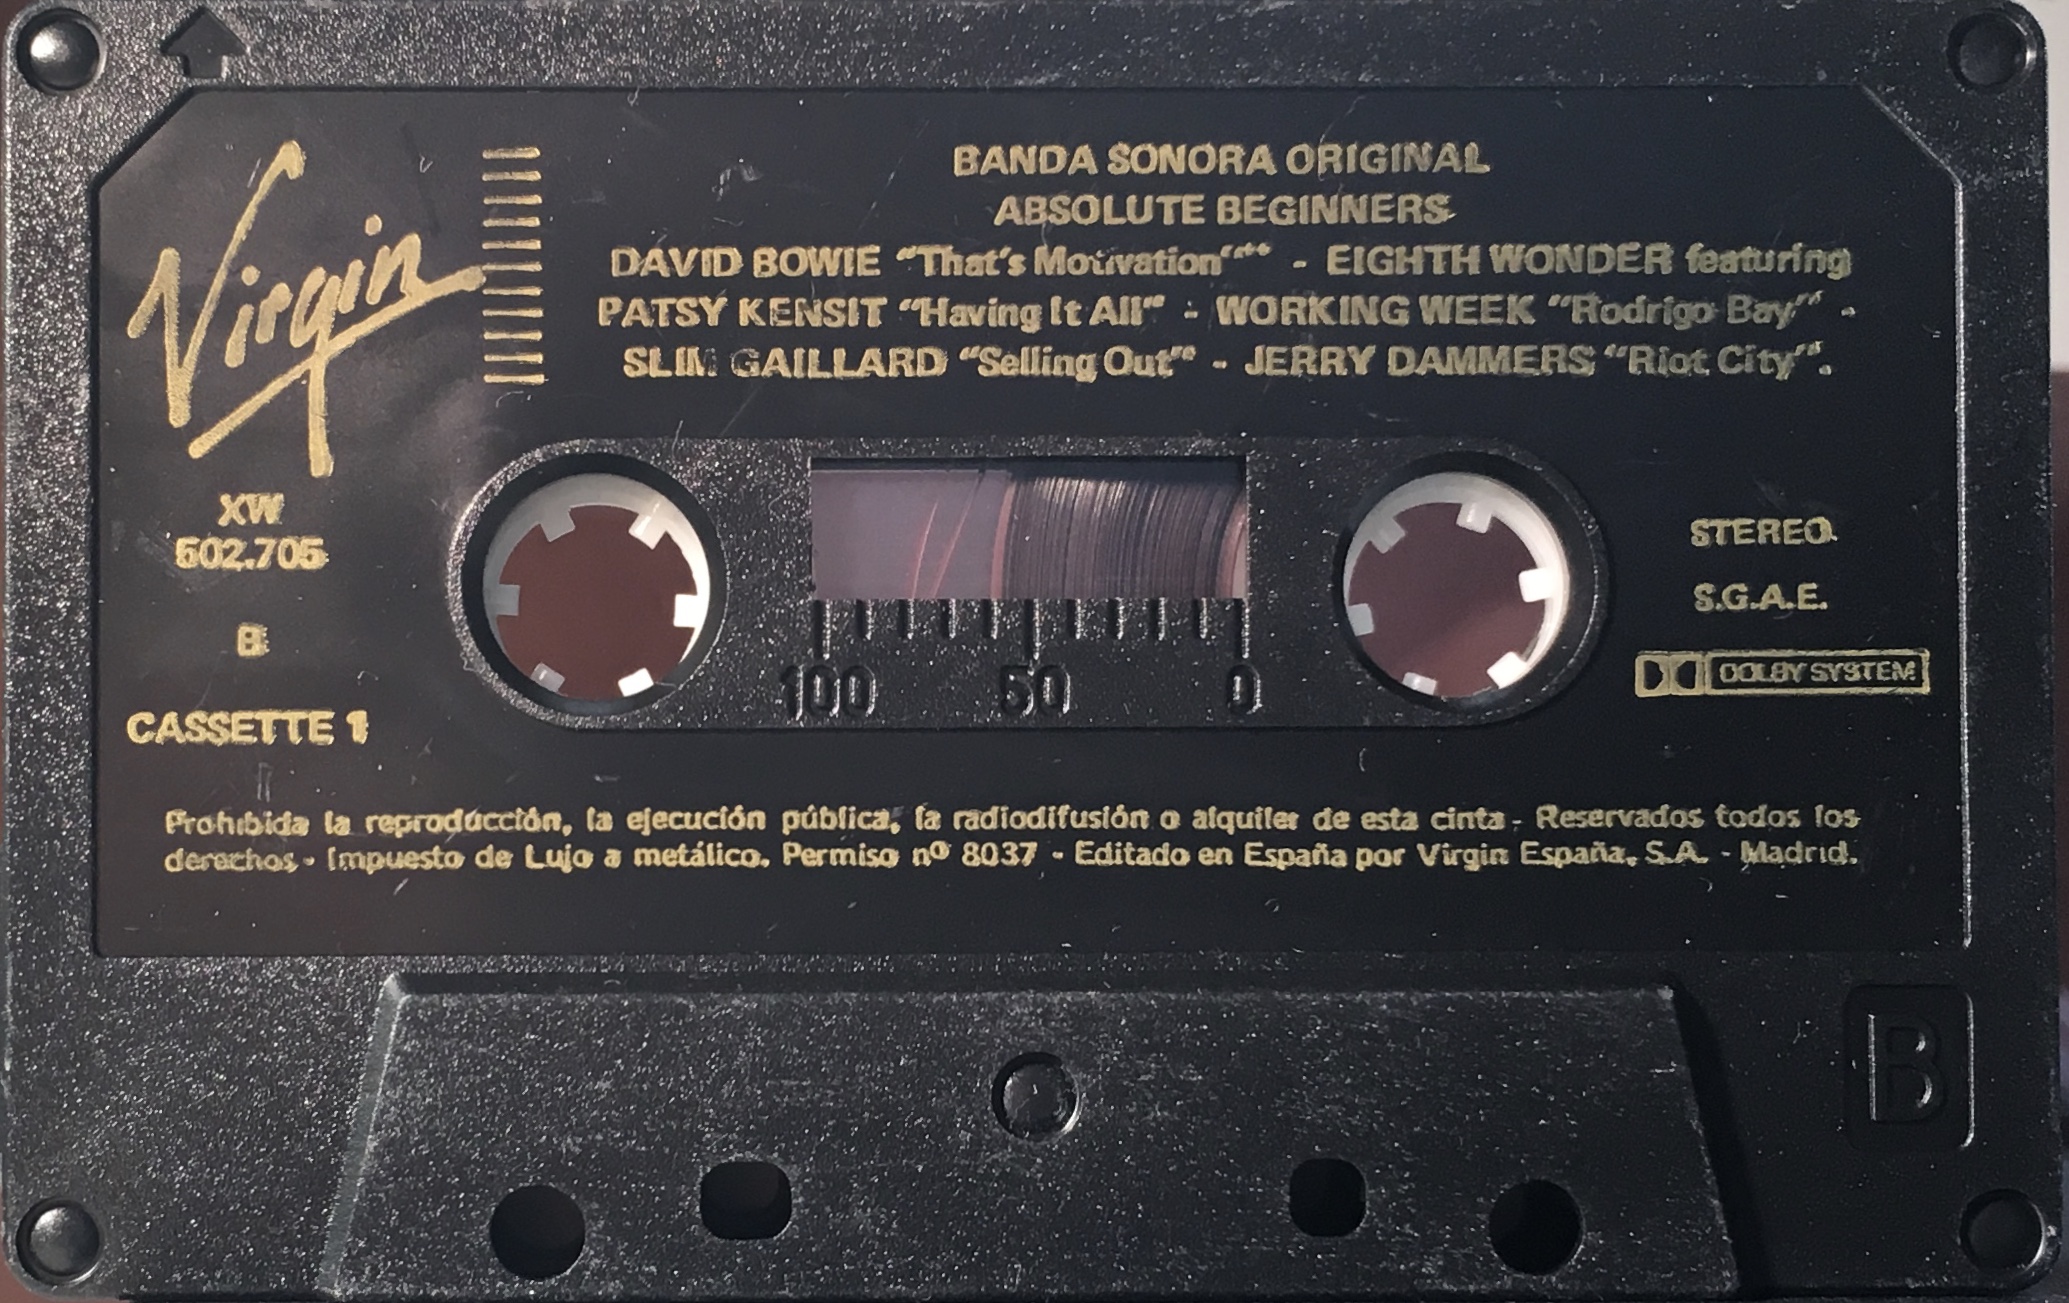 Virgin
BANDA SONORA ORIGINAL
ABSOLUTE BEGINNERS
DAVID BOWIE "That's Motivation" - EIGHTH WONDER featuring
PATSY KENSIT "Having It All" - WORKING WEEK "Rodrigo Bay" -
SLIM GAILLARD "Selling Out" - JERRY DAMMERS "Riot City".
XW
502.705
B
CASSETTE 1
100 50 0
STEREO
S.G.A.E.
DOLBY SYSTEM
Prohibida la reproducción, la ejecución pública, la radiodifusión o alquiler de esta cinta - Reservados todos los
derechos - Impuesto de Lujo a metálico. Permiso nº 8037 - Editado en España por Virgin España, S.A. - Madrid.
B